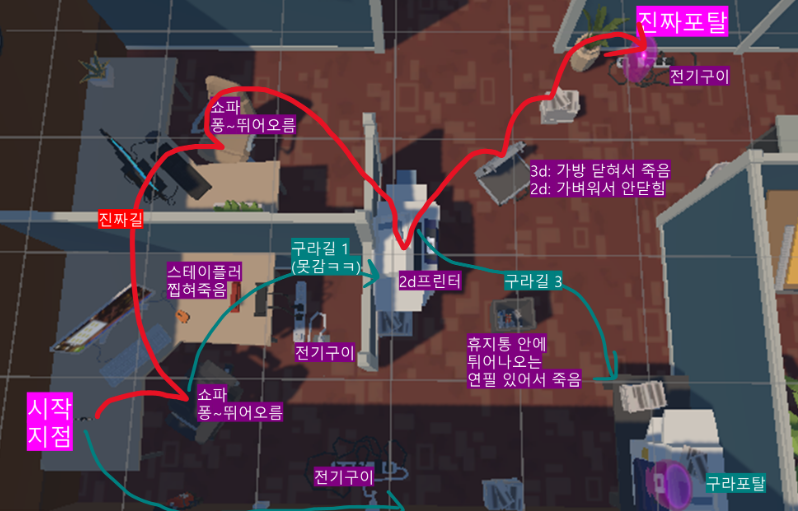 진짜포탈
전기구이
쇼파
퐁~뛰어오름
3d: 가방 닫혀서 죽음
2d: 가벼워서 안닫힘
진짜길
구라길 1
(못감ㅋㅋ)
스테이플러
찝혀죽음
2d프린터
구라길 3
전기구이
휴지통 안에
튀어나오는
연필 있어서 죽음
시작
지점
쇼파
퐁~뛰어오름
전기구이
구라포탈